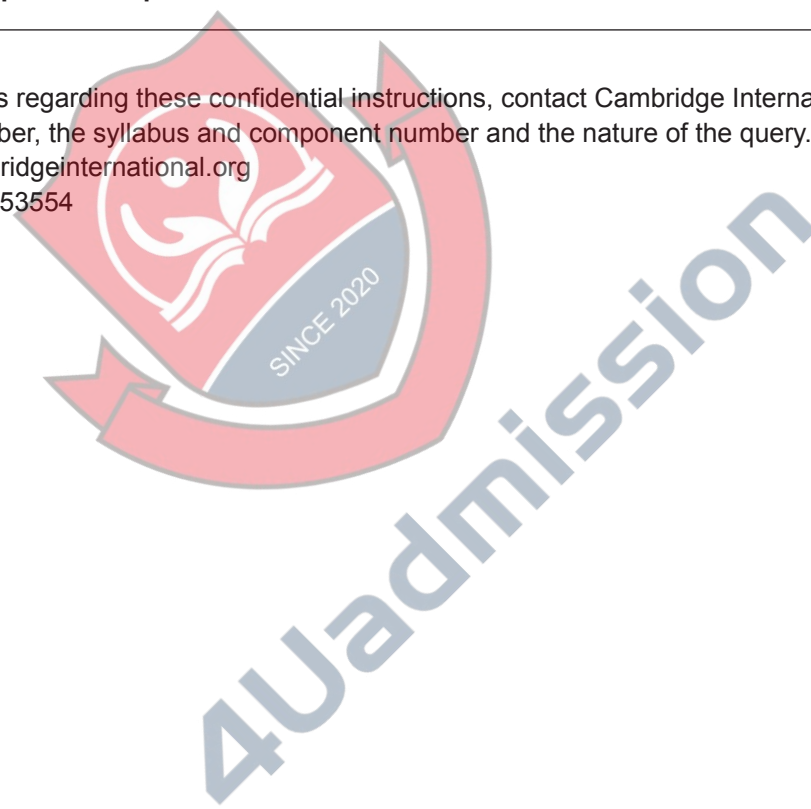 s regarding these confidential instructions, contact Cambridge Interna
ber, the syllabus and component number and the nature of the query.
ridgeinternational.org
53554
SINCE 2020
4Uadmission